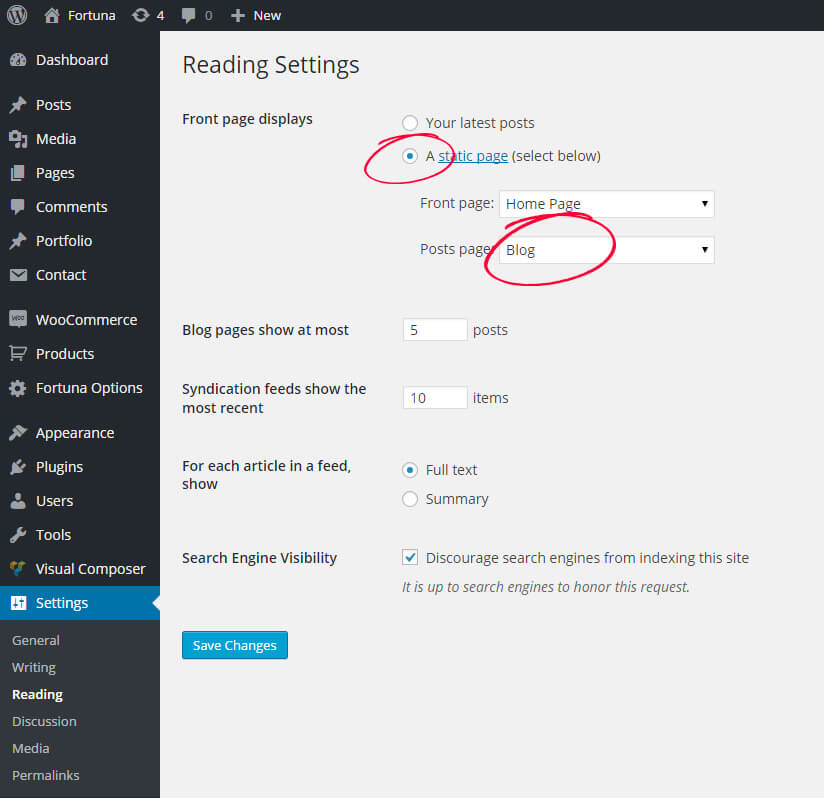 Fortuna 4 0 New
Dashboard
Posts
Media
Pages
Comments
Portfolio
Contact
WooCommerce
Products
Fortuna Options
Appearance
Plugins
Users
Tools
Visual Composer
Settings
General
Writing
Reading
Discussion
Media
Permalinks
Reading Settings
Front page displays
Your latest posts
A static page (select below)
Front page: Home Page
Posts page: Blog
Blog pages show at most 5 posts
Syndication feeds show the
most recent
10 items
For each article in a feed,
show
Full text
Summary
Search Engine Visibility
Discourage search engines from indexing this site
It is up to search engines to honor this request.
Save Changes